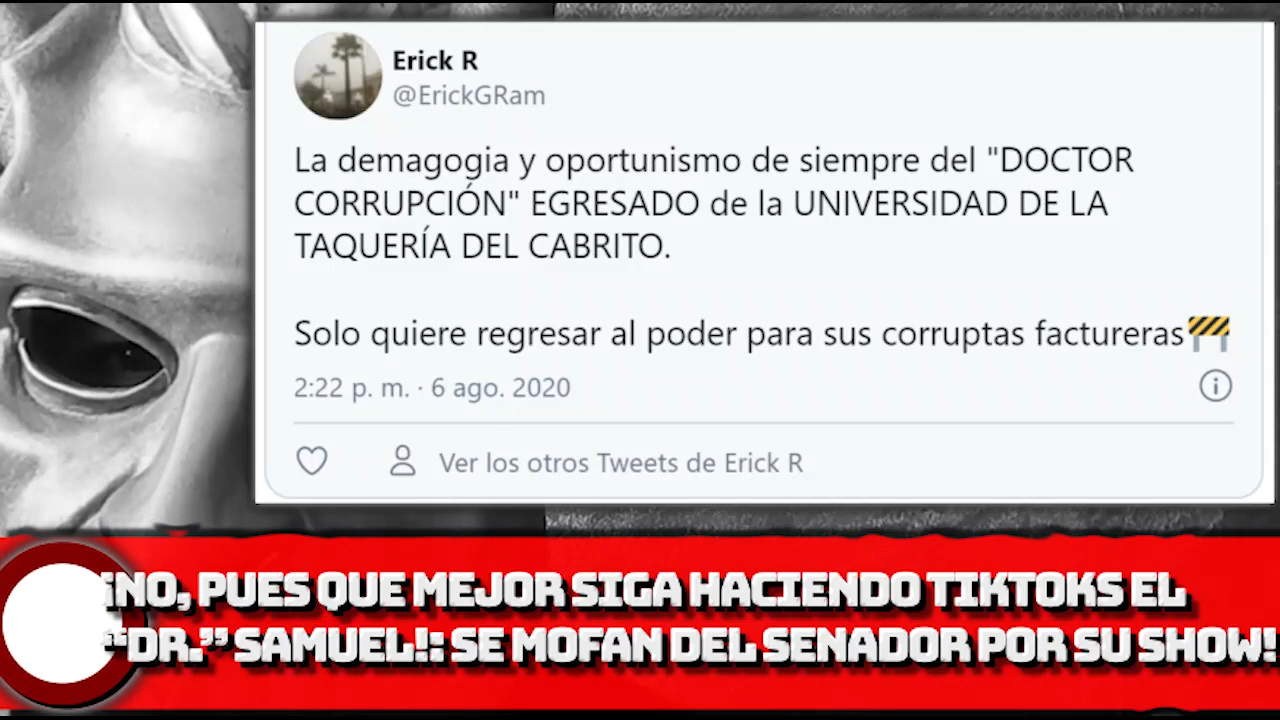 Erick R
@ErickGRam
La demagogia y oportunismo de siempre del "DOCTOR
CORRUPCIÓN" EGRESADO de la UNIVERSIDAD DE LA
TAQUERÍA DEL CABRITO.
Solo quiere regresar al poder para sus corruptas factureras🚧
2:22 p. m. · 6 ago. 2020
Ver los otros Tweets de Erick R
¡NO, PUES QUE MEJOR SIGA HACIENDO TIKTOKS EL
“DR.” SAMUEL!: SE MOFAN DEL SENADOR POR SU SHOW!